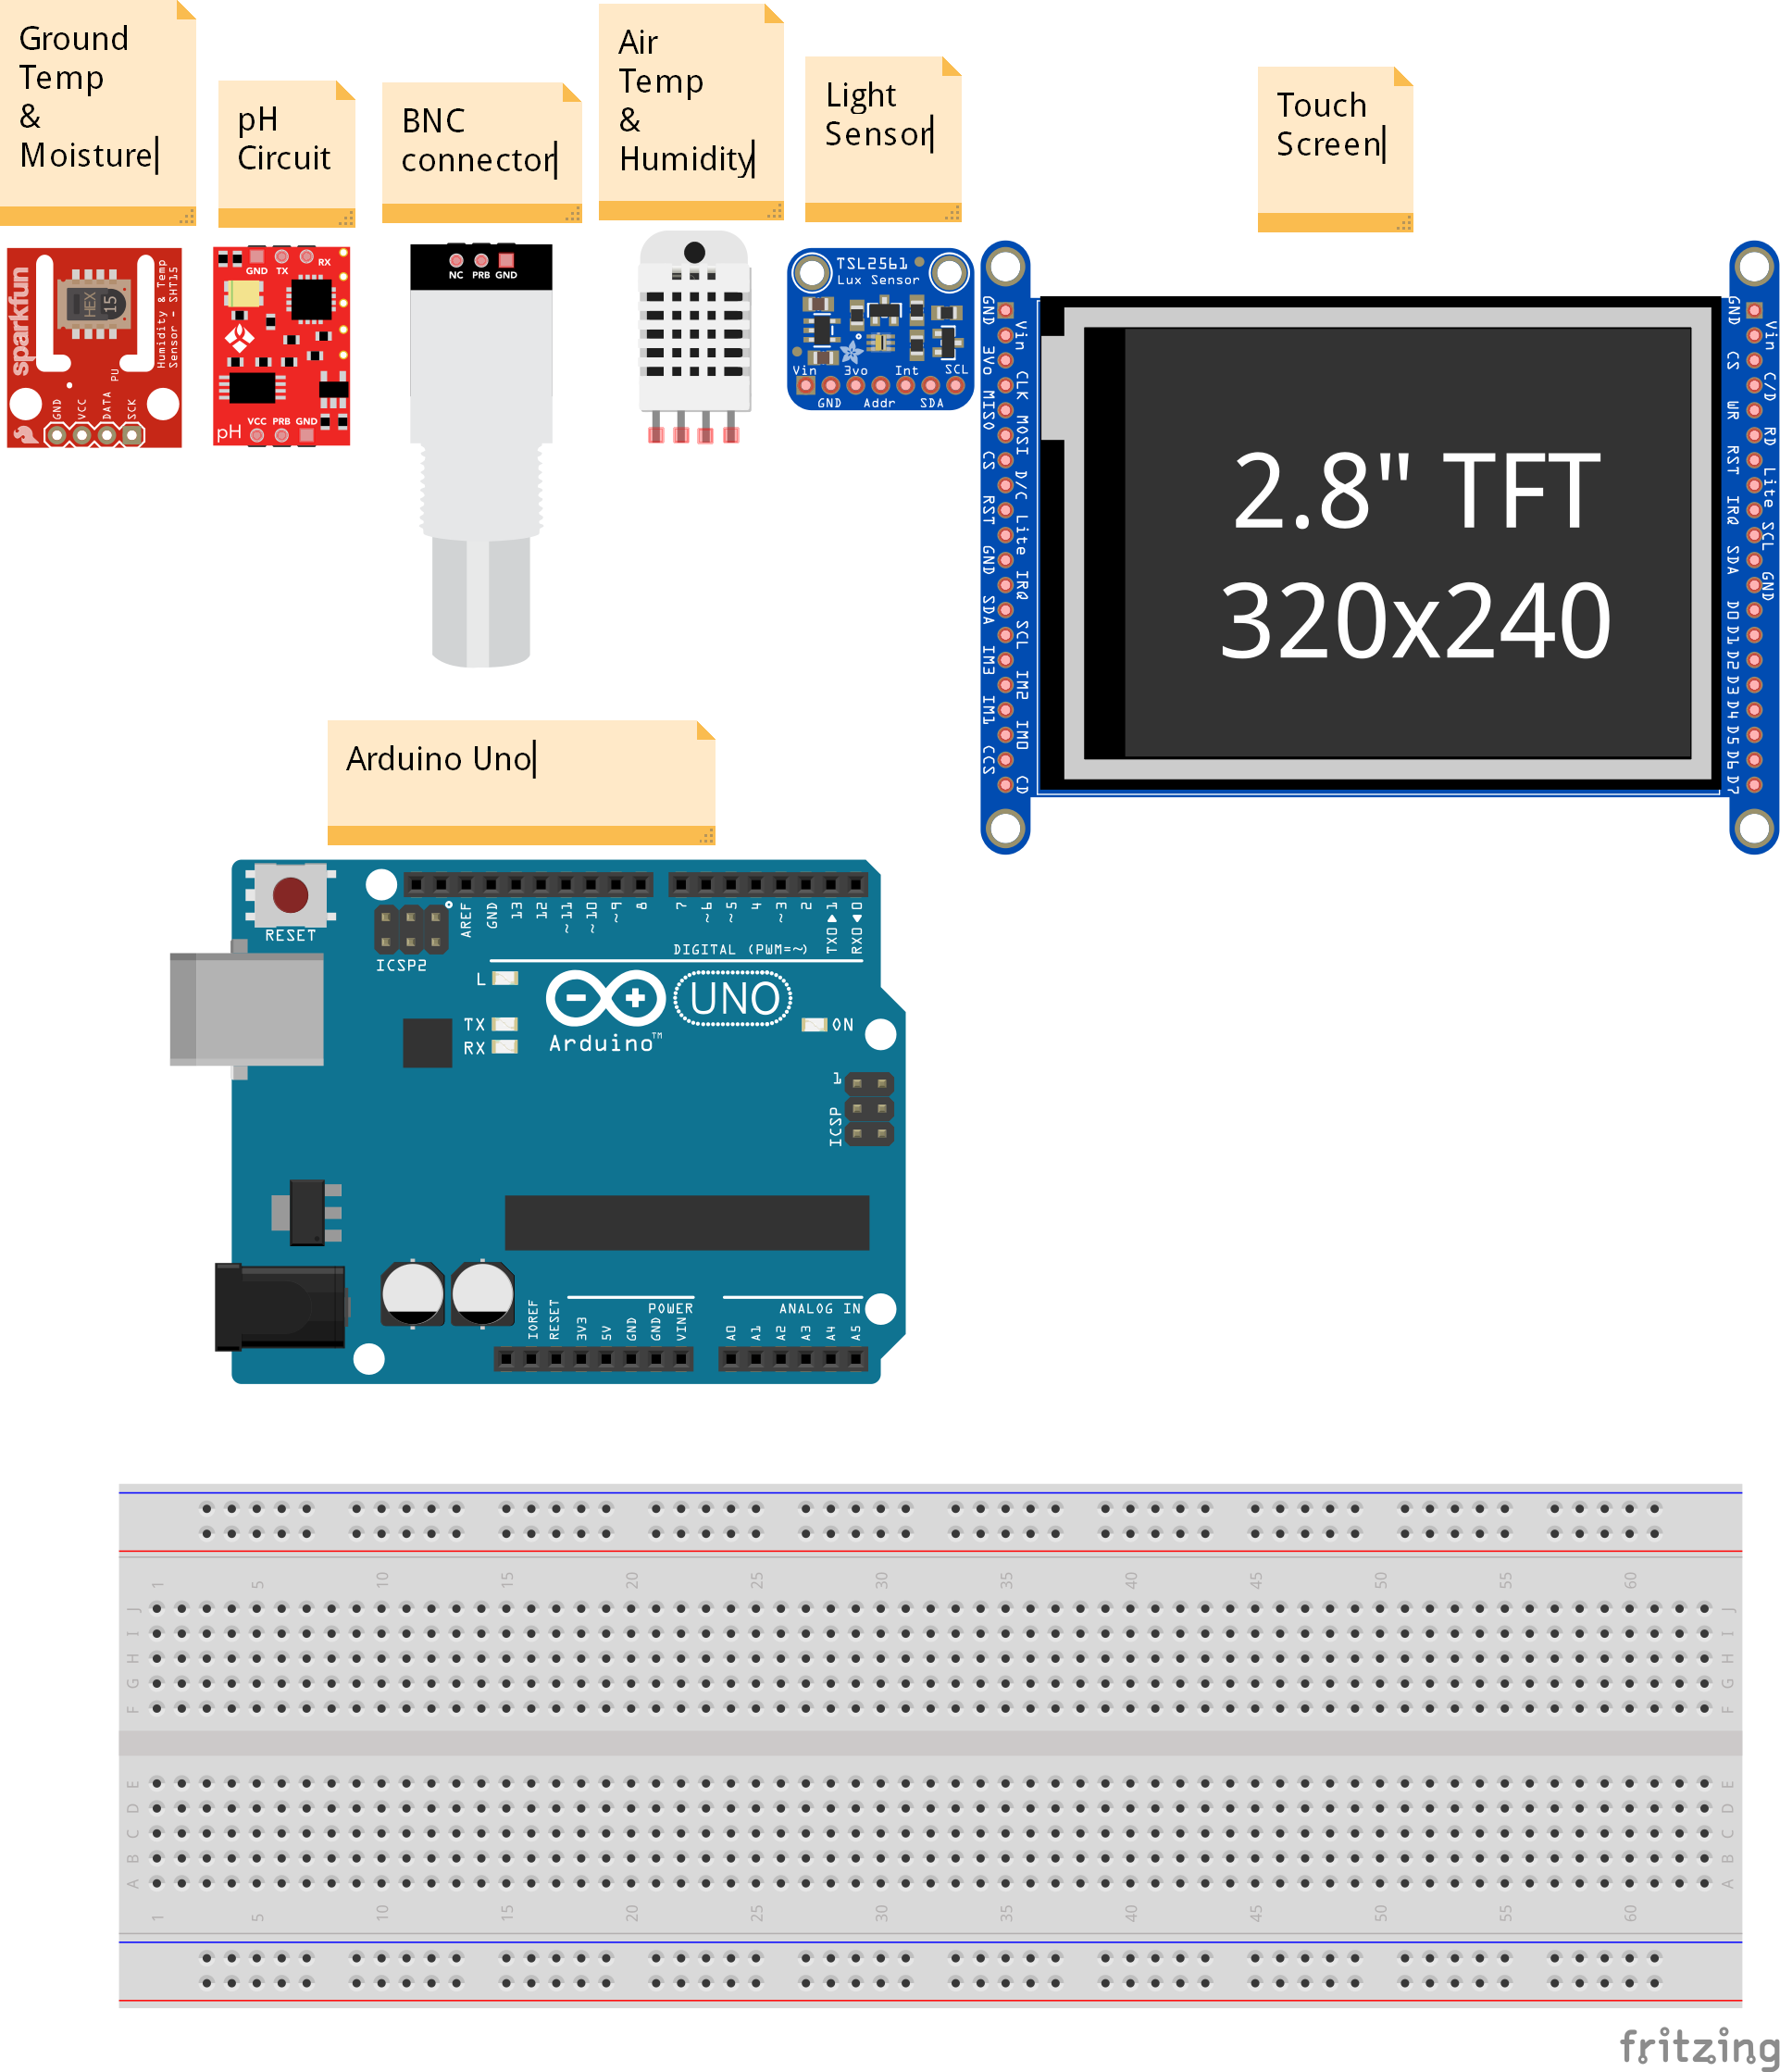 Ground
Temp
&
Moisture
pH
Circuit
BNC
connector
Air
Temp
&
Humidity
Light
Sensor
Touch
Screen
sparkfun
HEX
15
Humidity & Temp
Sensor - SHT15
PU
GND
VCC
DATA
SCK
GND TX RX
pH
VCC PRB GND
NC PRB GND
TSL2561
Lux Sensor
Vin 3vo Int SCL
GND Addr SDA
GND
Vin
3Vo
CLK
MISO
MOSI
CS
D/C
RST
Lite
GND
IRQ
SDA
SCL
IM3
IM2
IM1
IM0
CCS
CD
2.8" TFT
320x240
GND
Vin
CS
C/D
WR
RD
RST
Lite
IRQ
SCL
SDA
GND
D0
D1
D2
D3
D4
D5
D6
D7
Arduino Uno
RESET
ICSP2
AREF
GND
13
12
~11
~10
~9
8
7
~6
~5
4
~3
2
TX0▶1
RX0◀0
DIGITAL (PWM=~)
L
TX
RX
UNO
Arduino™
ON
1
ICSP
POWER
ANALOG IN
IOREF
RESET
3V3
5V
GND
GND
VIN
A0
A1
A2
A3
A4
A5
1 5 10 15 20 25 30 35 40 45 50 55 60
J J
I I
H H
G G
F F
E E
D D
C C
B B
A A
1 5 10 15 20 25 30 35 40 45 50 55 60
fritzing